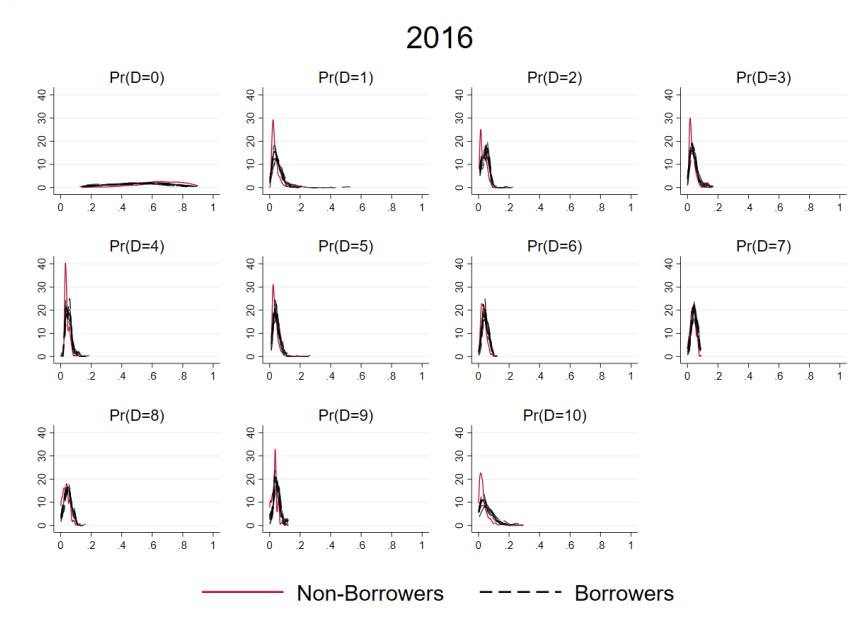 2016
Pr(D=0) Pr(D=1) Pr(D=2) Pr(D=3)
40 40 40 40
30 30 30 30
20 20 20 20
10 10 10 10
0 0 0 0
0 .2 .4 .6 .8 1 0 .2 .4 .6 .8 1 0 .2 .4 .6 .8 1 0 .2 .4 .6 .8 1
Pr(D=4) Pr(D=5) Pr(D=6) Pr(D=7)
40 40 40 40
30 30 30 30
20 20 20 20
10 10 10 10
0 0 0 0
0 .2 .4 .6 .8 1 0 .2 .4 .6 .8 1 0 .2 .4 .6 .8 1 0 .2 .4 .6 .8 1
Pr(D=8) Pr(D=9) Pr(D=10)
40 40 40
30 30 30
20 20 20
10 10 10
0 0 0
0 .2 .4 .6 .8 1 0 .2 .4 .6 .8 1 0 .2 .4 .6 .8 1
Non-Borrowers Borrowers